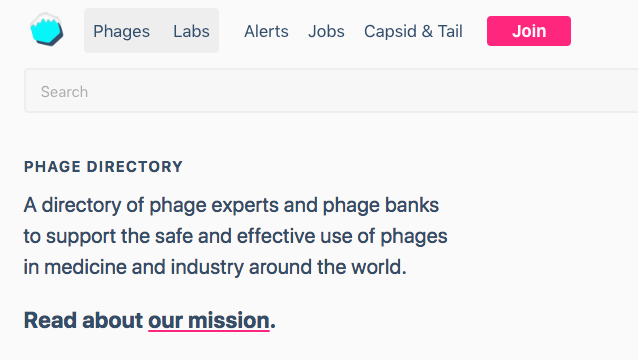 Phages Labs Alerts Jobs Capsid & Tail Join
Search
PHAGE DIRECTORY
A directory of phage experts and phage banks
to support the safe and effective use of phages
in medicine and industry around the world.
Read about our mission.